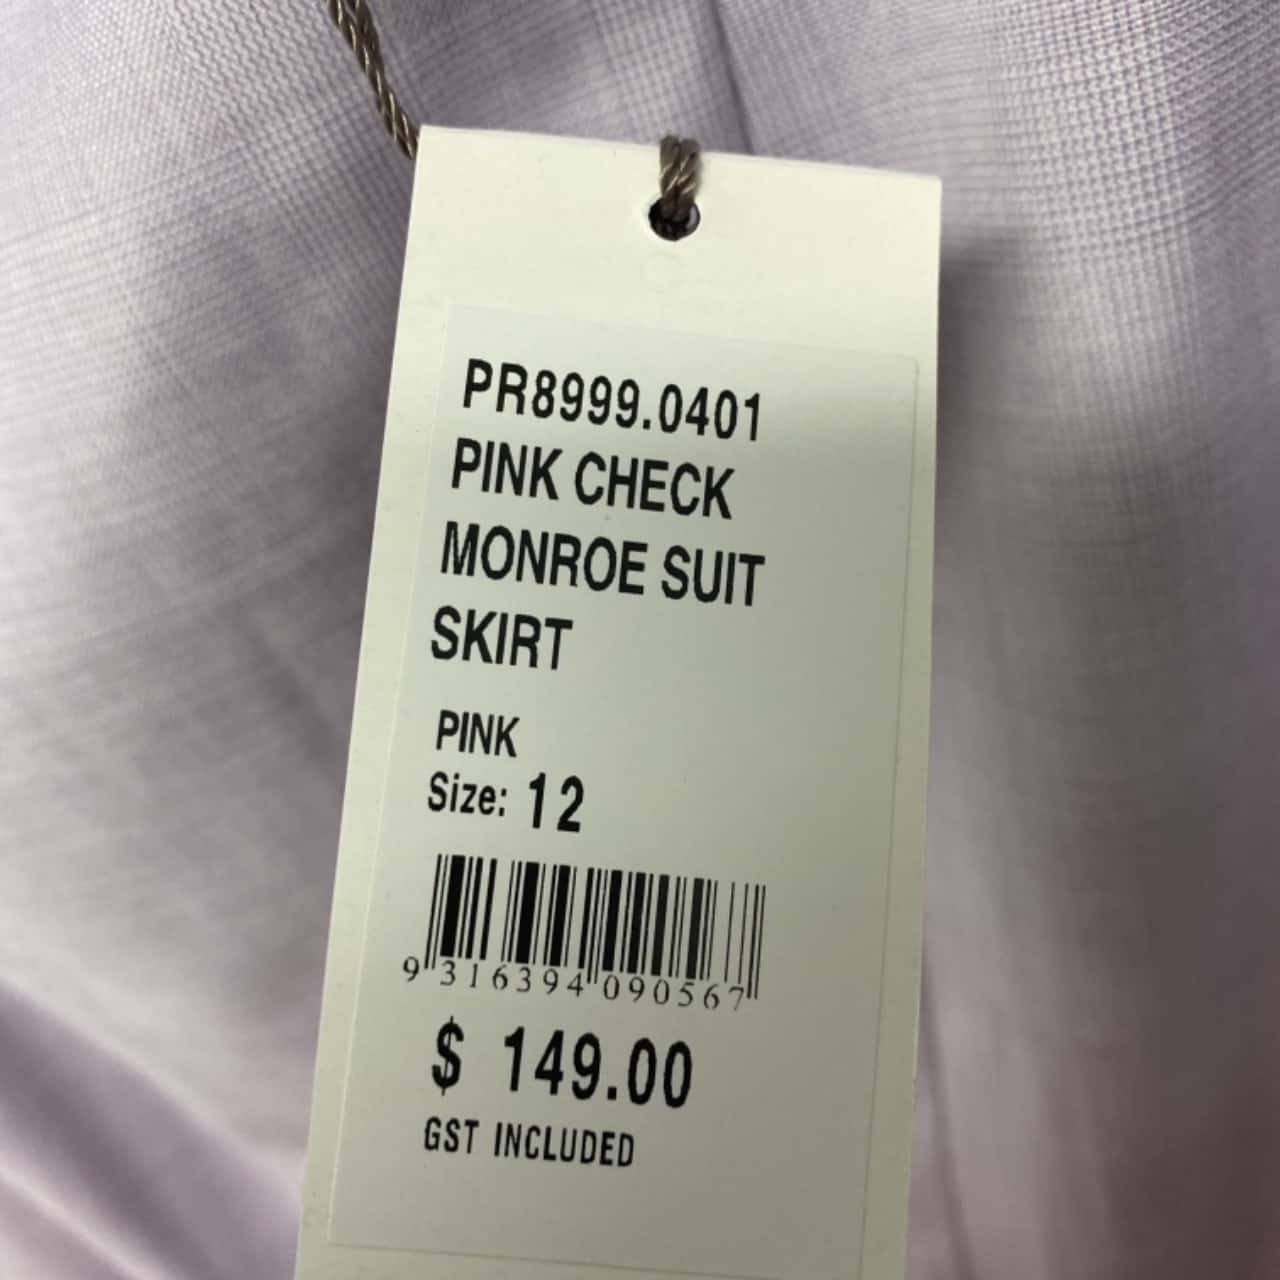 PR8999.0401
PINK CHECK
MONROE SUIT
SKIRT
PINK
Size: 12
9 316394 090567
$ 149.00
GST INCLUDED